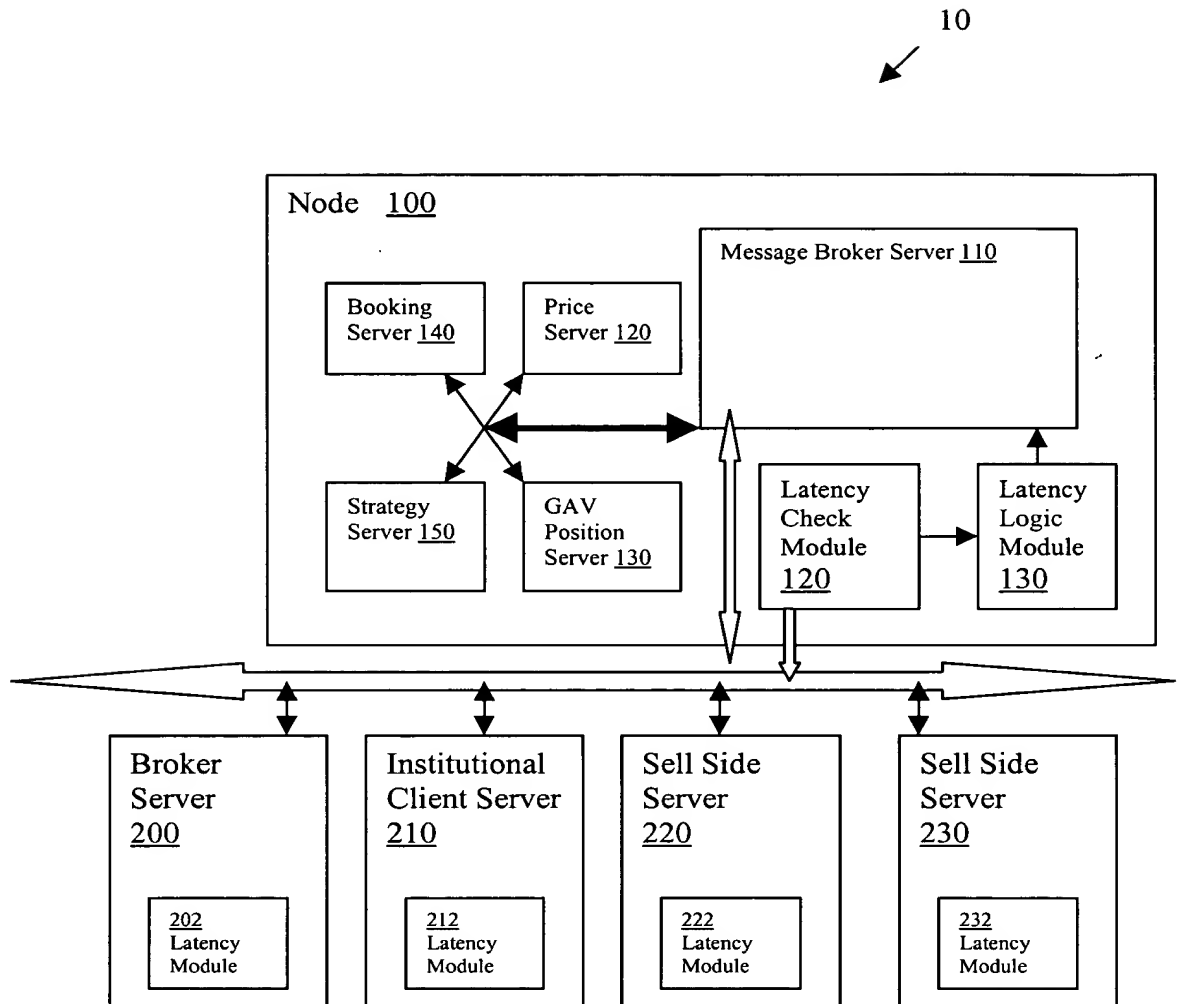 10
Node 100
Message Broker Server 110
Booking
Server 140
Price
Server 120
Strategy
Server 150
GAV
Position
Server 130
Latency
Check
Module
120
Latency
Logic
Module
130
Broker
Server
200
Institutional
Client Server
210
Sell Side
Server
220
Sell Side
Server
230
202
Latency
Module
212
Latency
Module
222
Latency
Module
232
Latency
Module